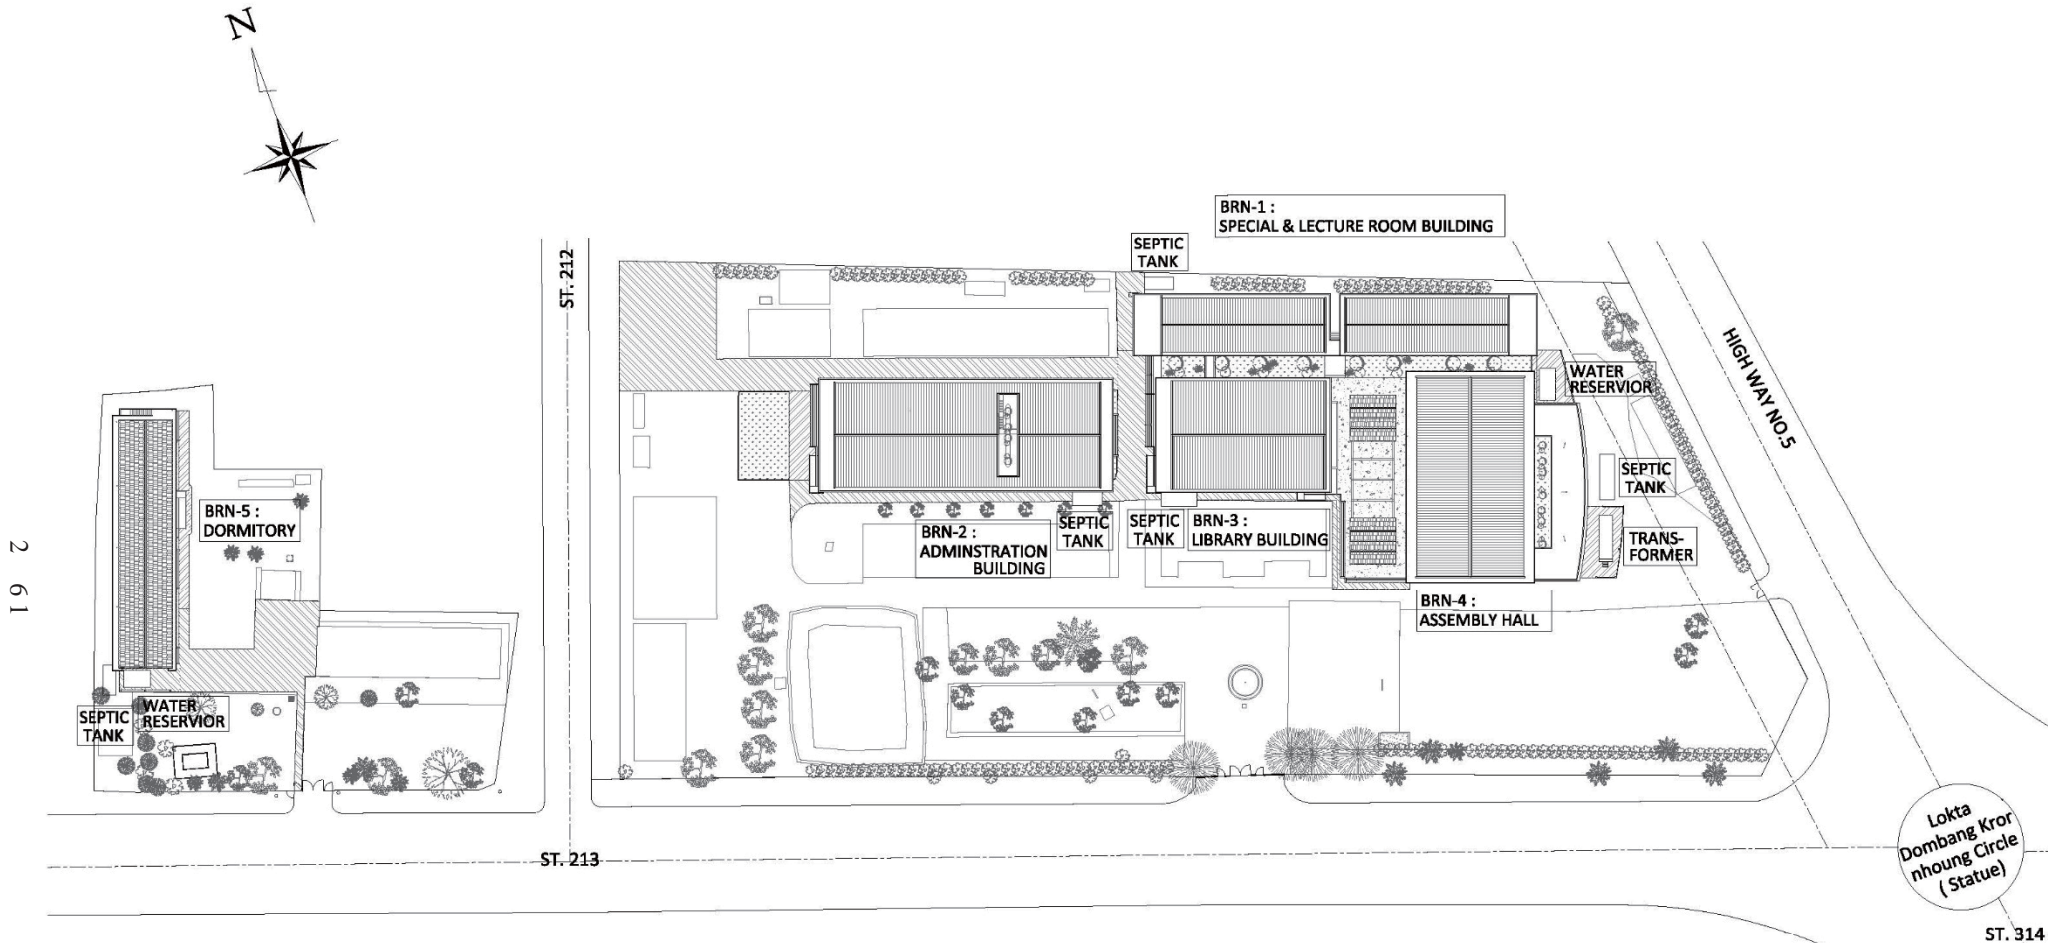 N
BRN-1 :
SPECIAL & LECTURE ROOM BUILDING
SEPTIC
TANK
ST. 212
HIGH WAY NO.5
WATER
RESERVIOR
SEPTIC
TANK
TRANS-
FORMER
BRN-5 :
DORMITORY
BRN-2 :
ADMINSTRATION
BUILDING
SEPTIC
TANK
SEPTIC
TANK
BRN-3 :
LIBRARY BUILDING
BRN-4 :
ASSEMBLY HALL
2 61
SEPTIC
TANK
WATER
RESERVIOR
ST. 213
Lokta
Dombang Kror
nhoung Circle
( Statue)
ST. 314